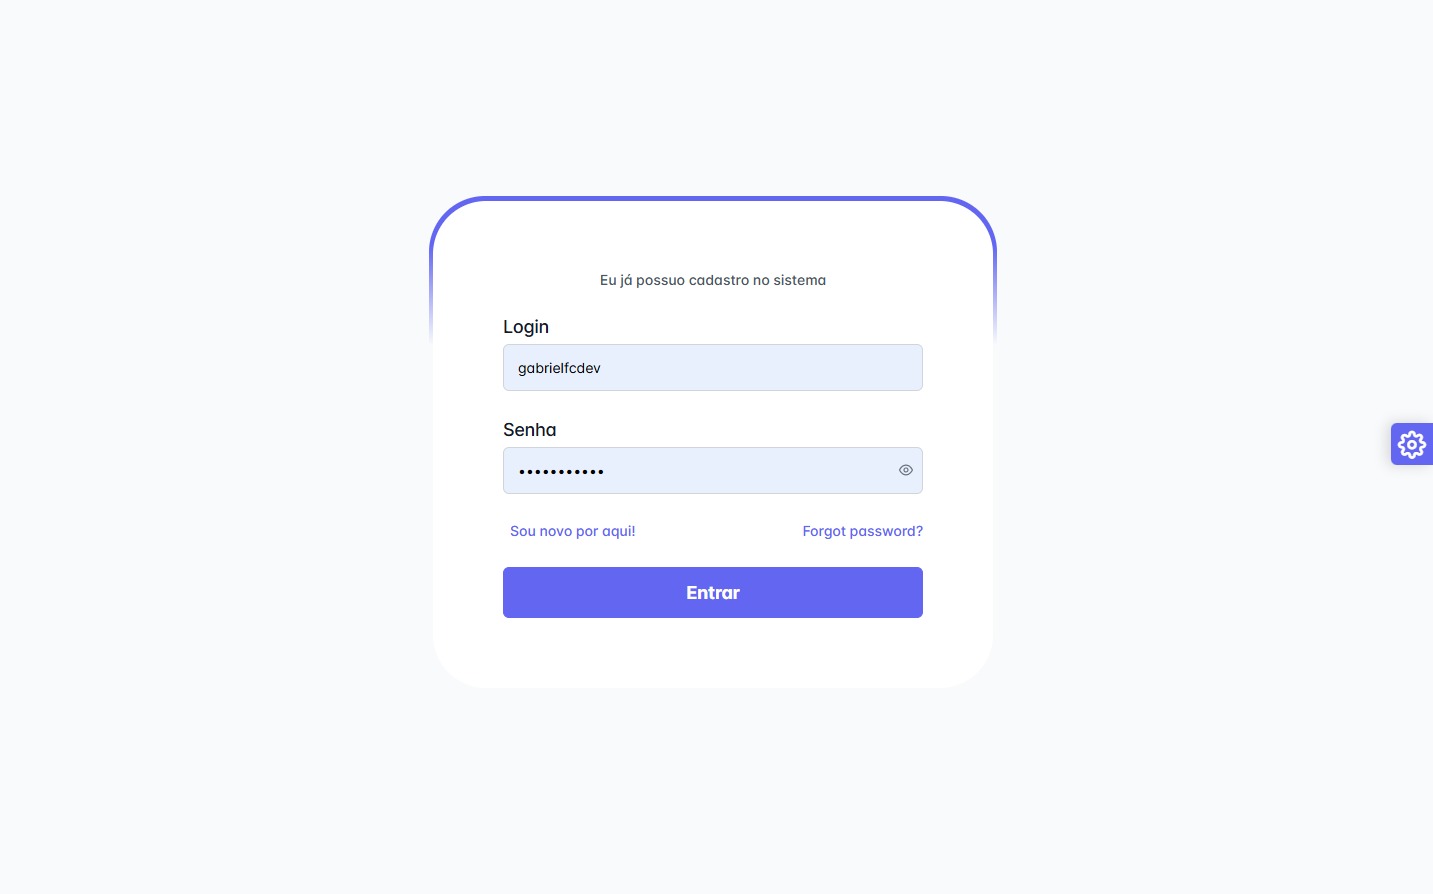 Eu já possuo cadastro no sistema
Login
gabrielfcdev
Senha
•••••••••••
Sou novo por aqui! Forgot password?
Entrar